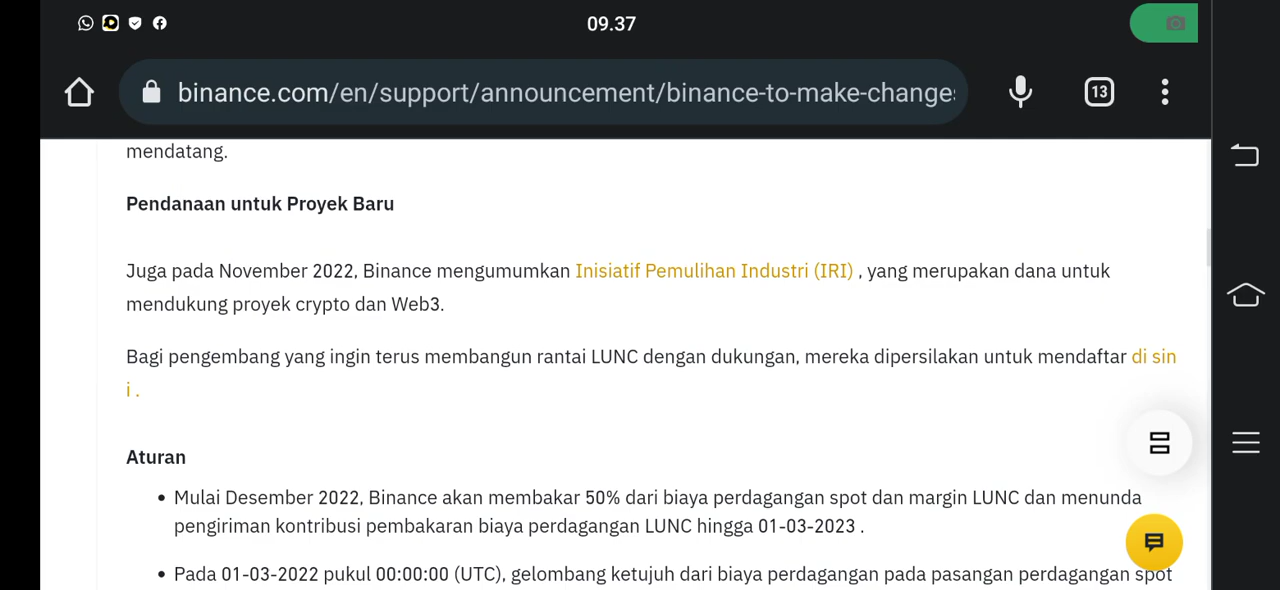 09.37
binance.com/en/support/announcement/binance-to-make-change
13
mendatang.
Pendanaan untuk Proyek Baru
Juga pada November 2022, Binance mengumumkan Inisiatif Pemulihan Industri (IRI) , yang merupakan dana untuk
mendukung proyek crypto dan Web3.
Bagi pengembang yang ingin terus membangun rantai LUNC dengan dukungan, mereka dipersilakan untuk mendaftar di sin
i .
Aturan
• Mulai Desember 2022, Binance akan membakar 50% dari biaya perdagangan spot dan margin LUNC dan menunda
pengiriman kontribusi pembakaran biaya perdagangan LUNC hingga 01-03-2023 .
• Pada 01-03-2022 pukul 00:00:00 (UTC), gelombang ketujuh dari biaya perdagangan pada pasangan perdagangan spot